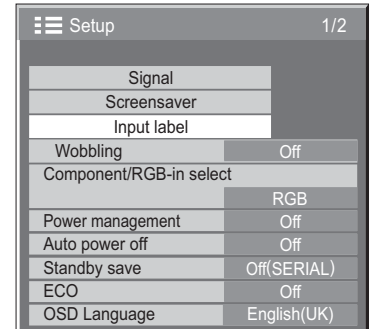 Setup 1/2
Signal
Screensaver
Input label
Wobbling Off
Component/RGB-in select
RGB
Power management Off
Auto power off Off
Standby save Off(SERIAL)
ECO Off
OSD Language English(UK)